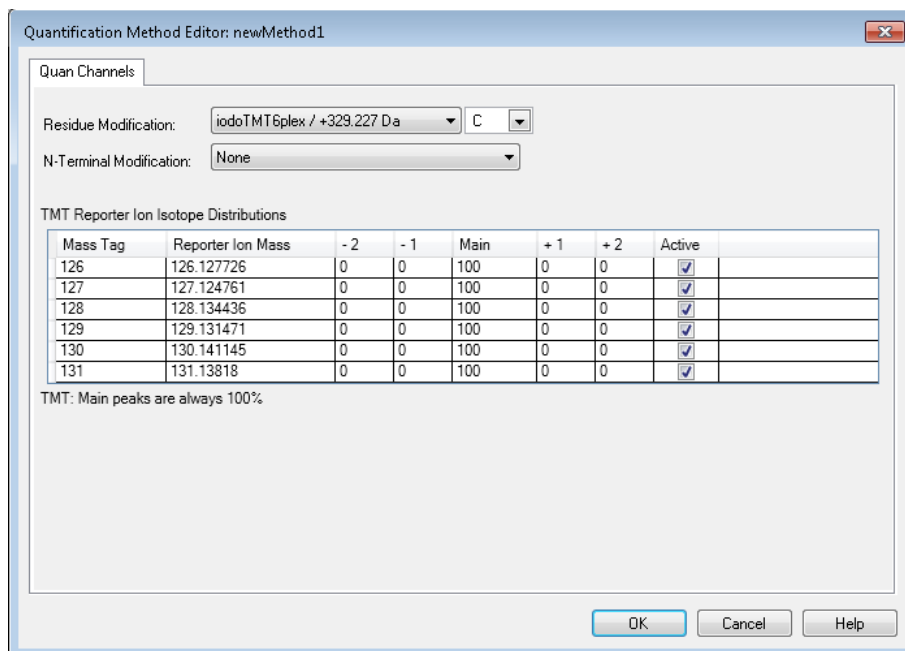 Quantification Method Editor: newMethod1
Quan Channels
Residue Modification: iodoTMT6plex / +329.227 Da C
N-Terminal Modification: None
TMT Reporter Ion Isotope Distributions
Mass Tag Reporter Ion Mass - 2 - 1 Main + 1 + 2 Active
126 126.127726 0 0 100 0 0
127 127.124761 0 0 100 0 0
128 128.134436 0 0 100 0 0
129 129.131471 0 0 100 0 0
130 130.141145 0 0 100 0 0
131 131.13818 0 0 100 0 0
TMT: Main peaks are always 100%
OK Cancel Help